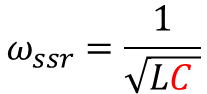 ω_ssr = 1/√(LC)